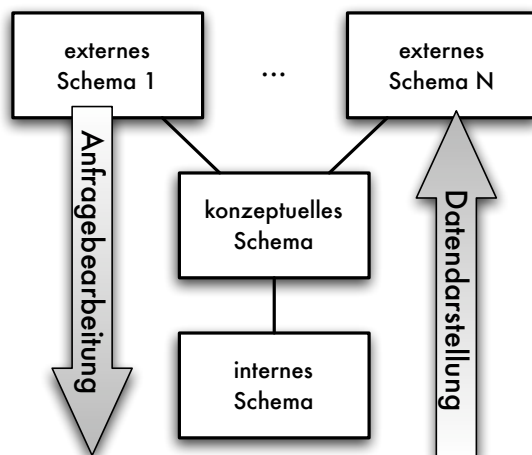 externes
Schema 1
...
externes
Schema N
Anfragebearbeitung
konzeptuelles
Schema
Datendarstellung
internes
Schema